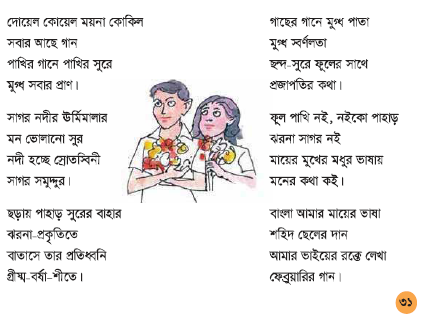 দোয়েল কোয়েল ময়না কোকিল
সবার আছে গান
পাখির গানে পাখির সুরে
মুগ্ধ সবার প্রাণ।
সাগর নদীর ঊর্মিমালার
মন ভোলানো সুর
নদী হচ্ছে স্রোতস্বিনী
সাগর সমুদ্দুর।
ছড়ায় পাহাড় সুরের বাহার
ঝরনা-প্রকৃতিতে
বাতাসে তার প্রতিধ্বনি
গ্রীষ্ম-বর্ষা-শীতে।
গাছের গানে মুগ্ধ পাতা
মুগ্ধ স্বর্ণলতা
ছন্দ-সুরে ফুলের সাথে
প্রজাপতির কথা।
ফুল পাখি নই, নইকো পাহাড়
ঝরনা সাগর নই
মায়ের মুখের মধুর ভাষায়
মনের কথা কই।
বাংলা আমার মায়ের ভাষা
শহিদ ছেলের দান
আমার ভাইয়ের রক্তে লেখা
ফেব্রুয়ারির গান।
৩১